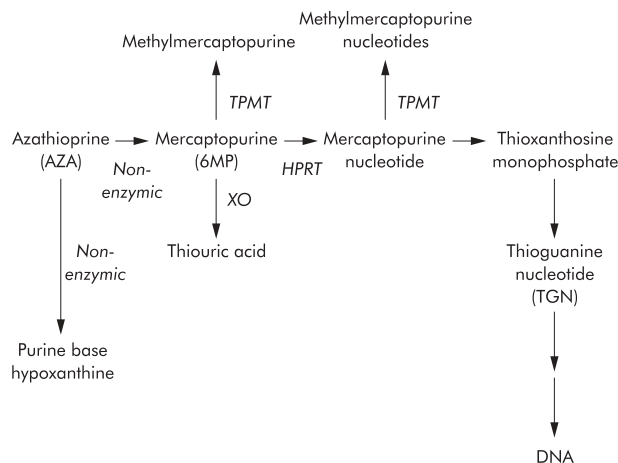 Methylmercaptopurine
Methylmercaptopurine
nucleotides
TPMT
TPMT
Azathioprine
(AZA)
Non-
enzymic
Mercaptopurine
(6MP)
HPRT
Mercaptopurine
nucleotide
Thioxanthosine
monophosphate
XO
Non-
enzymic
Thiouric acid
Thioguanine
nucleotide
(TGN)
Purine base
hypoxanthine
DNA